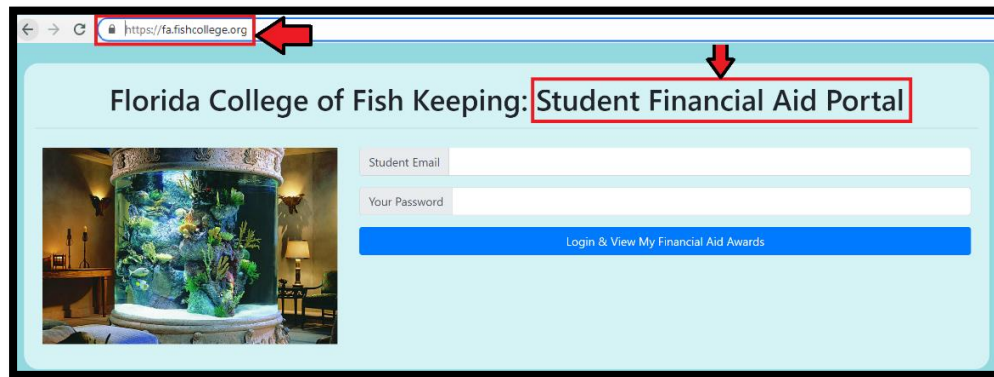 https://fa.fishcollege.org
Florida College of Fish Keeping: Student Financial Aid Portal
Student Email
Your Password
Login & View My Financial Aid Awards